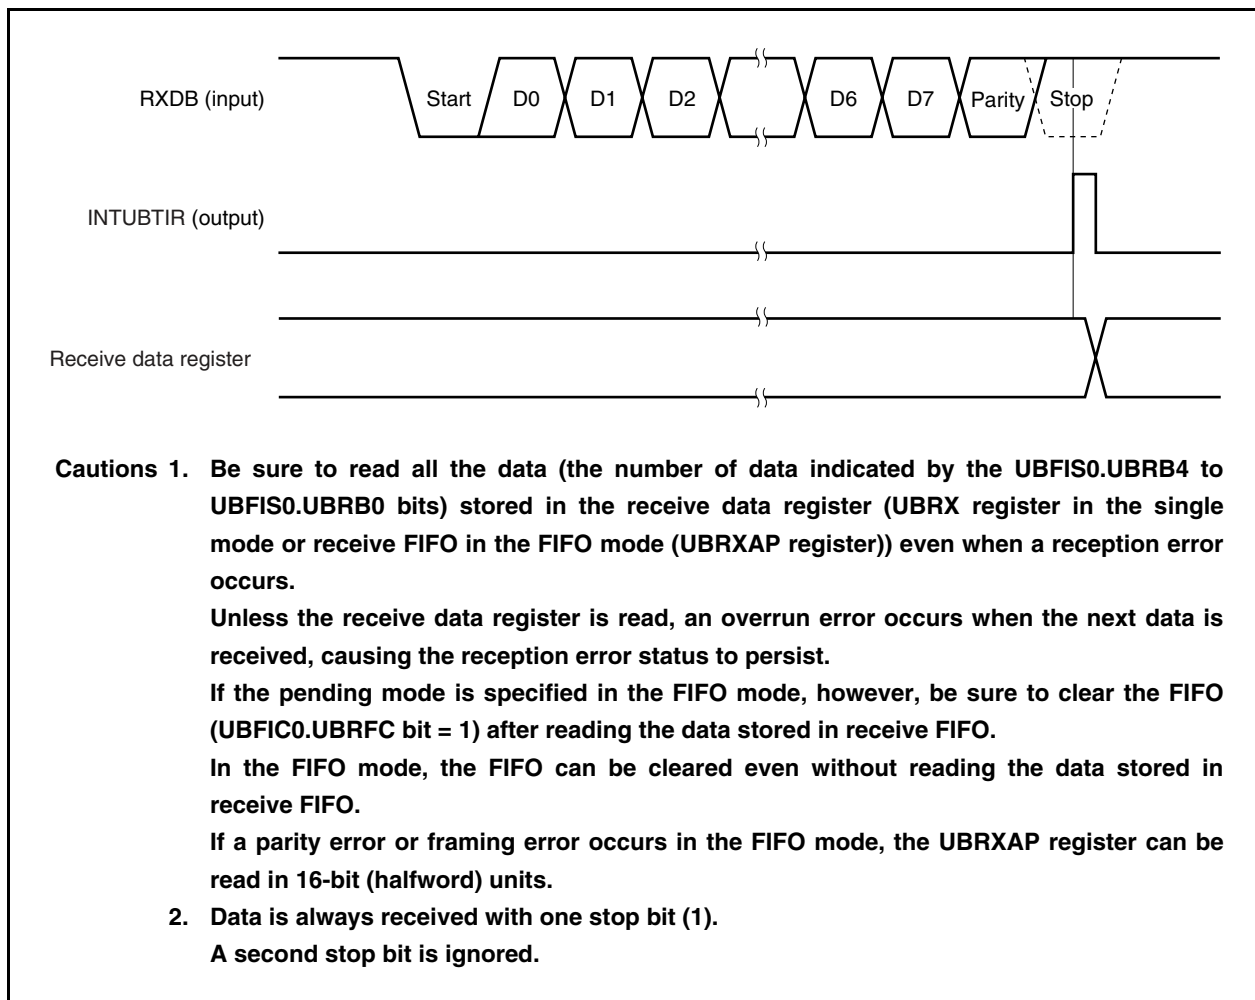 RXDB (input)
Start D0 D1 D2 D6 D7 Parity Stop
INTUBTIR (output)
Receive data register
Cautions 1. Be sure to read all the data (the number of data indicated by the UBFIS0.UBRB4 to
UBFIS0.UBRB0 bits) stored in the receive data register (UBRX register in the single
mode or receive FIFO in the FIFO mode (UBRXAP register)) even when a reception error
occurs.
Unless the receive data register is read, an overrun error occurs when the next data is
received, causing the reception error status to persist.
If the pending mode is specified in the FIFO mode, however, be sure to clear the FIFO
(UBFIC0.UBRFC bit = 1) after reading the data stored in receive FIFO.
In the FIFO mode, the FIFO can be cleared even without reading the data stored in
receive FIFO.
If a parity error or framing error occurs in the FIFO mode, the UBRXAP register can be
read in 16-bit (halfword) units.
2. Data is always received with one stop bit (1).
A second stop bit is ignored.